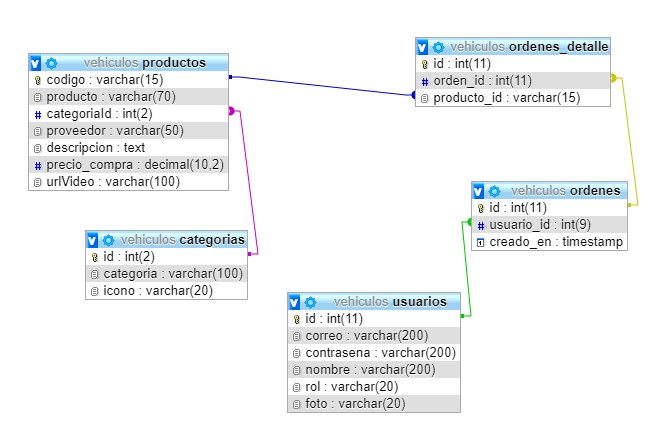 vehiculos productos
codigo : varchar(15)
producto : varchar(70)
categoriaId : int(2)
proveedor : varchar(50)
descripcion : text
precio_compra : decimal(10,2)
urlVideo : varchar(100)
vehiculos ordenes_detalle
id : int(11)
orden_id : int(11)
producto_id : varchar(15)
vehiculos ordenes
id : int(11)
usuario_id : int(9)
creado_en : timestamp
vehiculos categorias
id : int(2)
categoria : varchar(100)
icono : varchar(20)
vehiculos usuarios
id : int(11)
correo : varchar(200)
contrasena : varchar(200)
nombre : varchar(200)
rol : varchar(20)
foto : varchar(20)